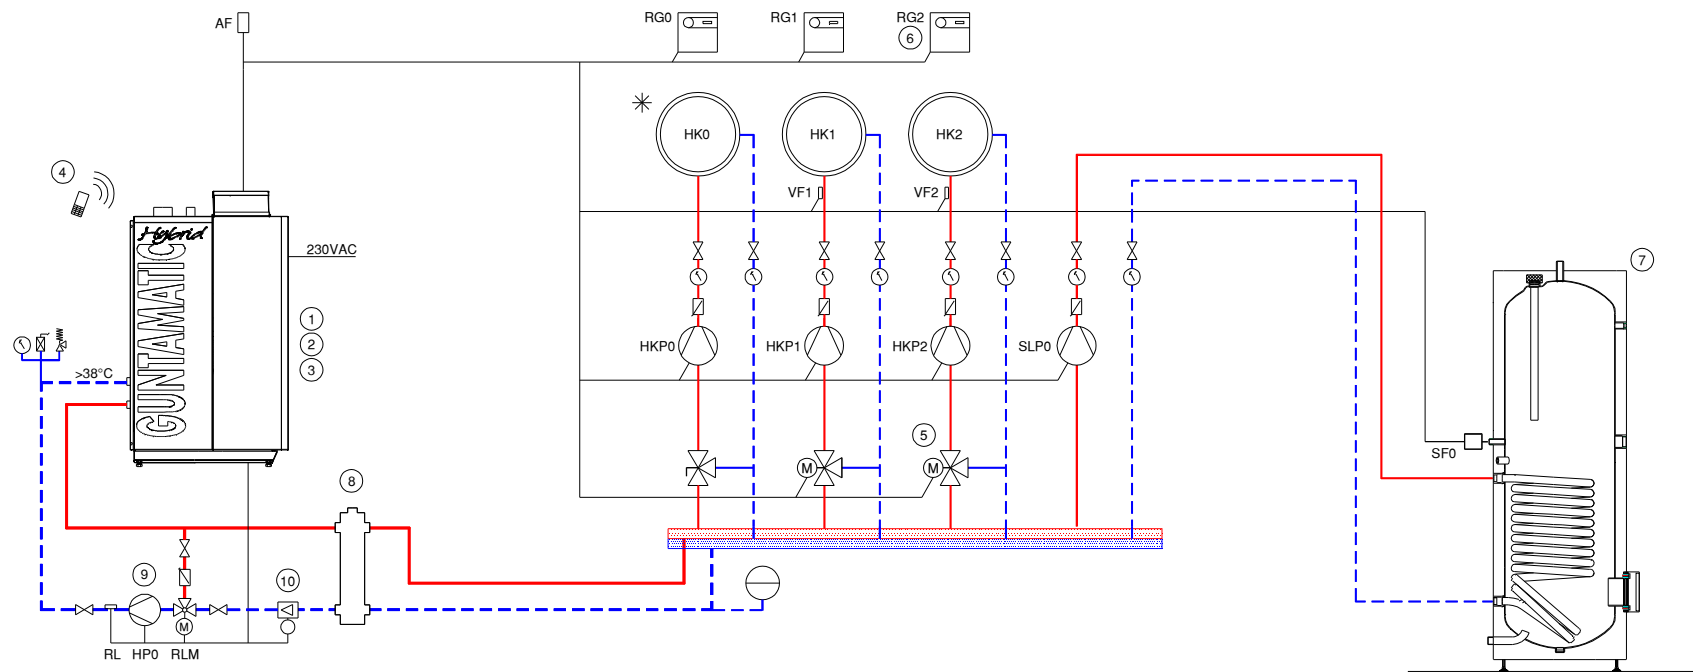 AF
RG0
RG1
RG2
6
HK0
HK1
HK2
4
VF1
VF2
Hybrid
GUNTAMATIC
230VAC
7
1
2
3
HKP0
HKP1
HKP2
SLP0
>38°C
5
SF0
M
M
8
9
10
M
RL
HP0
RLM